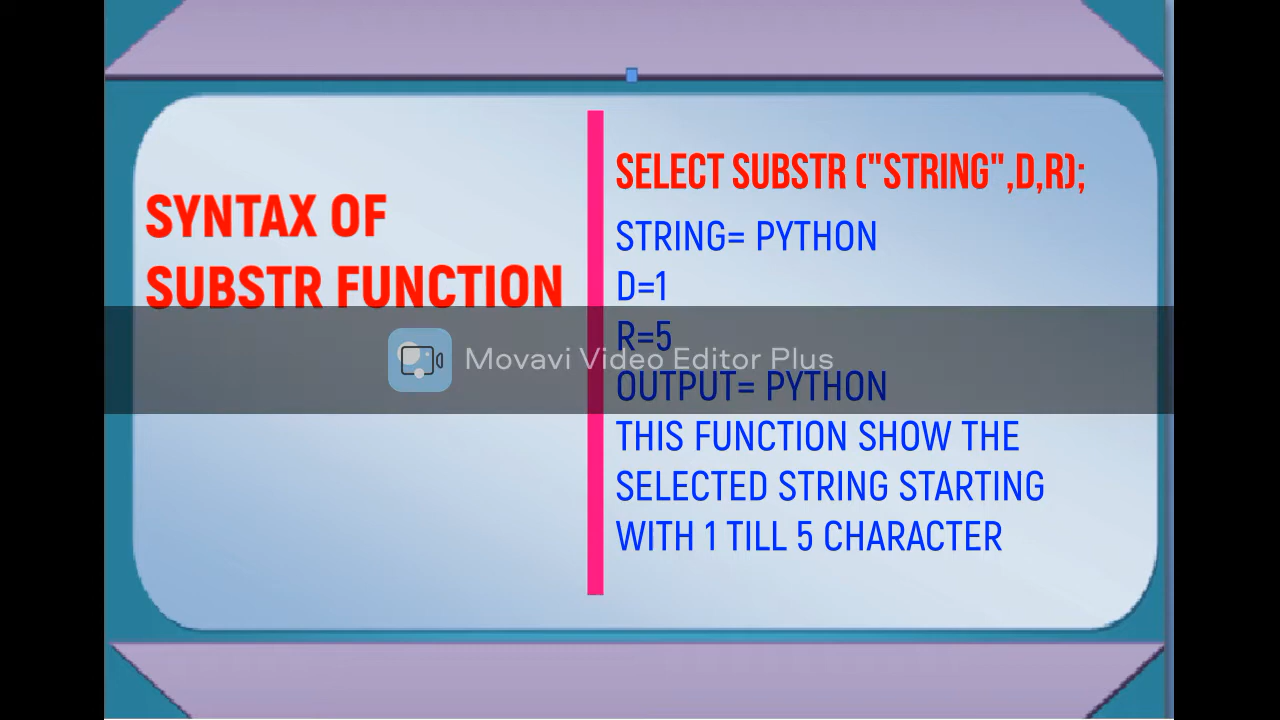 SYNTAX OF
SUBSTR FUNCTION
SELECT SUBSTR ("STRING",D,R);
STRING= PYTHON
D=1
R=5
OUTPUT= PYTHON
THIS FUNCTION SHOW THE
SELECTED STRING STARTING
WITH 1 TILL 5 CHARACTER
Movavi Video Editor Plus